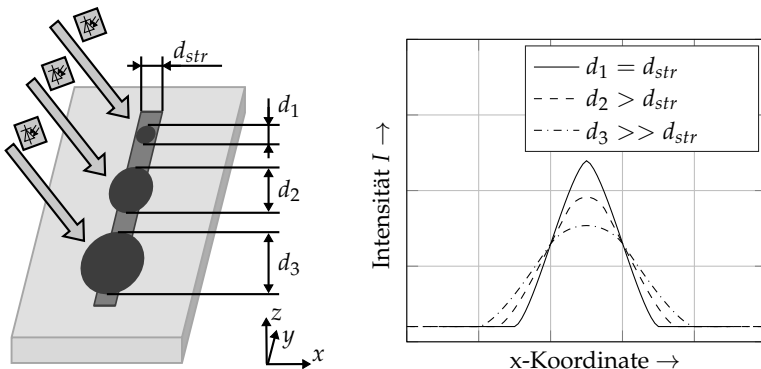 d_str
d_1
d_2
d_3
z
y
x
d_1 = d_str
d_2 > d_str
d_3 >> d_str
Intensität I →
x-Koordinate →